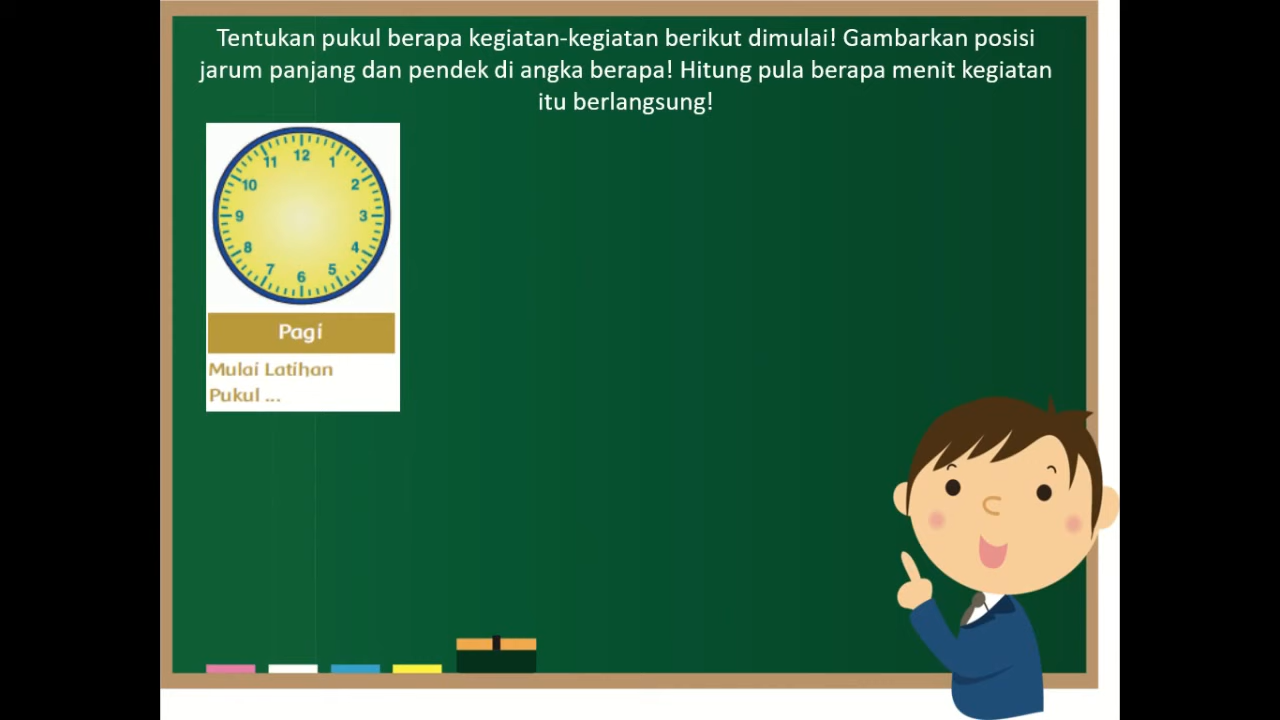 Tentukan pukul berapa kegiatan-kegiatan berikut dimulai! Gambarkan posisi
jarum panjang dan pendek di angka berapa! Hitung pula berapa menit kegiatan
itu berlangsung!
12
11 1
10 2
9 3
8 4
7 5
6
Pagi
Mulai Latihan
Pukul ...